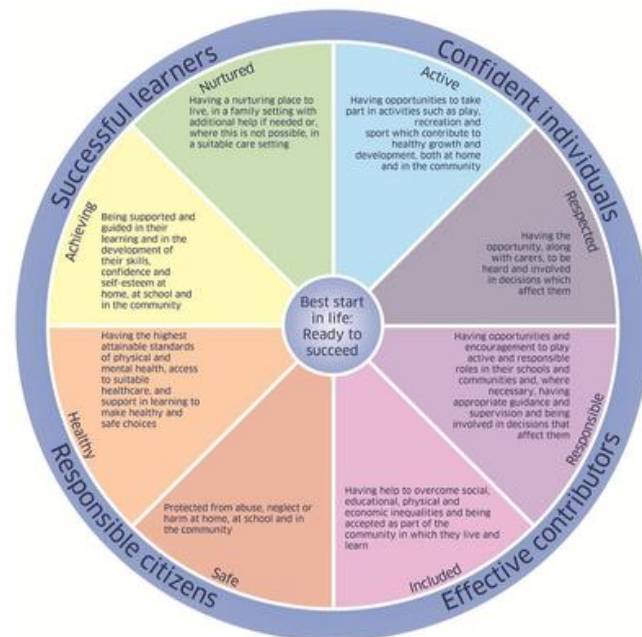 Successful learners
Confident individuals
Nurtured
Having a nurturing place to
live, in a family setting with
additional help if needed or,
where this is not possible, in
a suitable care setting
Active
Having opportunities to take
part in activities such as play,
recreation and
sport which contribute to
healthy growth and
development, both at home
and in the community
Achieving
Being supported and
guided in their
learning and in the
development of
their skills,
confidence and
self-esteem at
home, at school and
in the community
Respected
Having the
opportunity, along
with carers, to be
heard and involved
in decisions which
affect them
Best start
in life:
Ready to
succeed
Healthy
Having the highest
attainable standards
of physical and
mental health, access
to suitable
healthcare, and
support in learning to
make healthy and
safe choices
Responsible
Having opportunities and
encouragement to play
active and responsible
roles in their schools and
communities and, where
necessary, having
appropriate guidance and
supervision and being
involved in decisions that
affect them
Safe
Protected from abuse, neglect or
harm at home, at school and in
the community
Included
Having help to overcome social,
educational, physical and
economic inequalities and being
accepted as part of the
community in which they live and
learn
Responsible citizens
Effective contributors